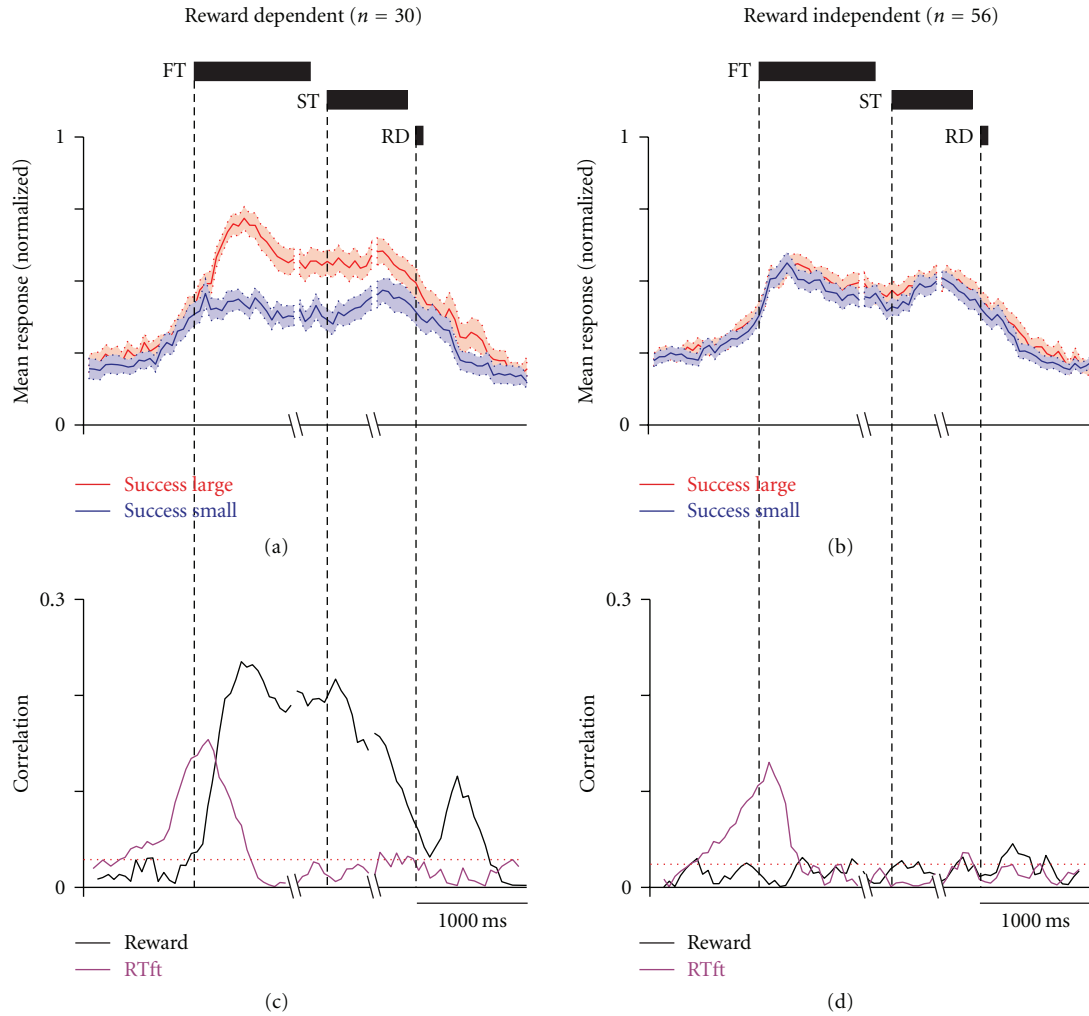 Reward dependent (n = 30)
FT
ST
RD
1
Mean response (normalized)
0
Success large
Success small
(a)
Reward independent (n = 56)
FT
ST
RD
1
Mean response (normalized)
0
Success large
Success small
(b)
0.3
Correlation
0
1000 ms
Reward
RTft
(c)
0.3
Correlation
0
1000 ms
Reward
RTft
(d)